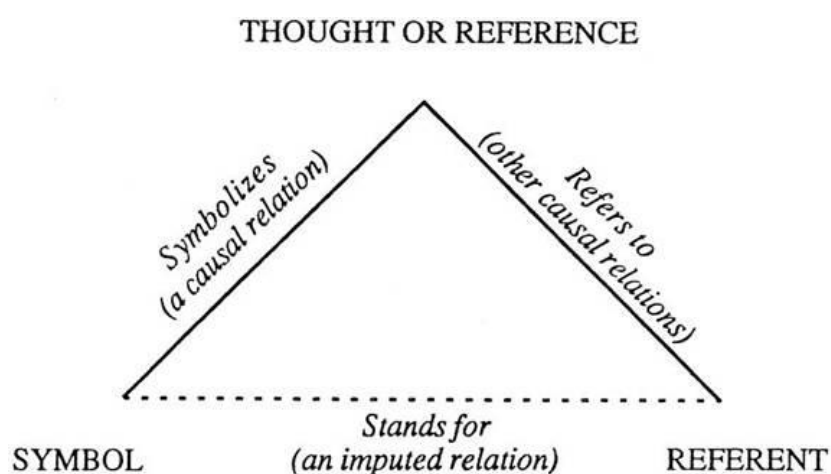 THOUGHT OR REFERENCE
Symbolizes
(a causal relation)
Refers to
(other causal relations)
Stands for
(an imputed relation)
SYMBOL
REFERENT